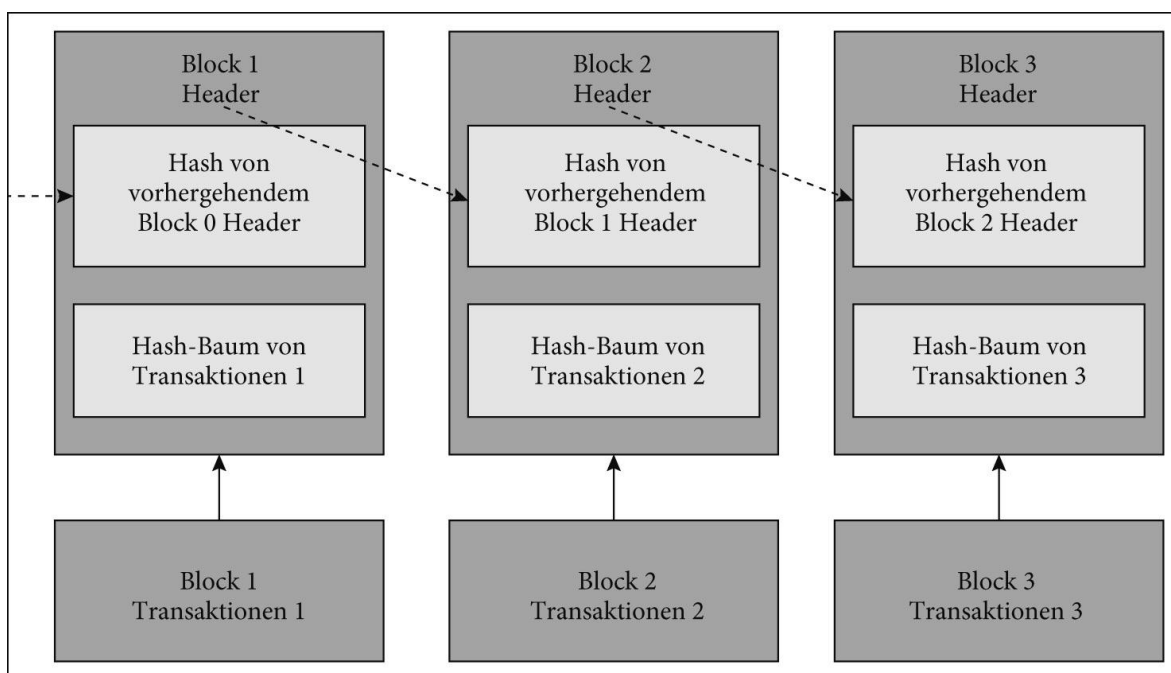 Block 1
Header
Hash von
vorhergehendem
Block 0 Header
Hash-Baum von
Transaktionen 1
Block 1
Transaktionen 1
Block 2
Header
Hash von
vorhergehendem
Block 1 Header
Hash-Baum von
Transaktionen 2
Block 2
Transaktionen 2
Block 3
Header
Hash von
vorhergehendem
Block 2 Header
Hash-Baum von
Transaktionen 3
Block 3
Transaktionen 3